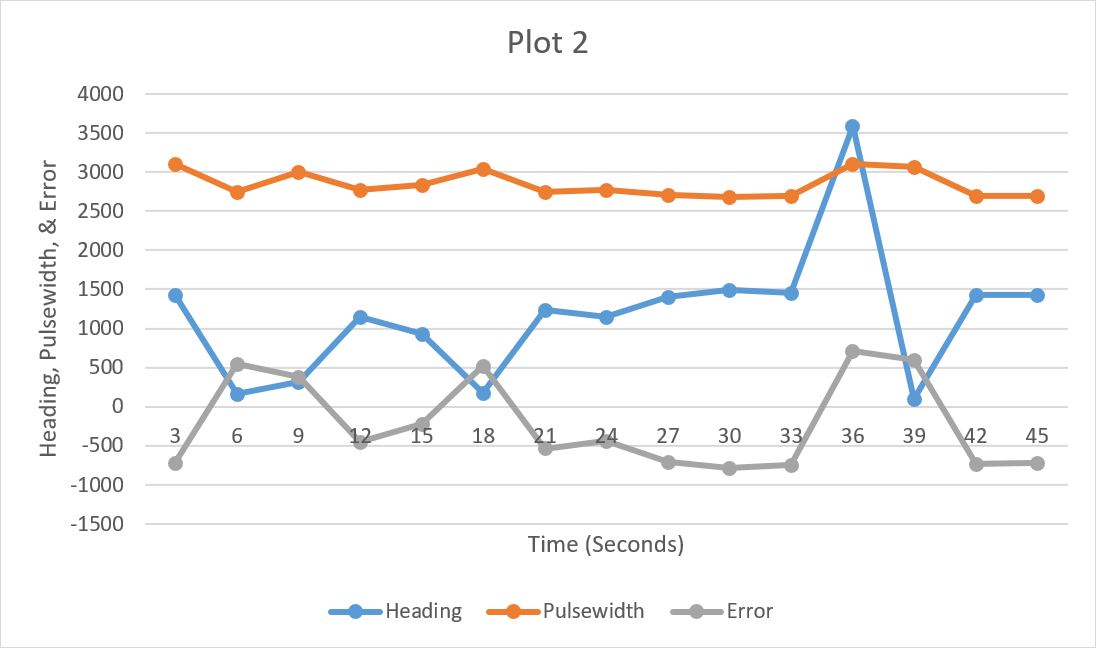 Plot 2
4000
3500
3000
2500
2000
1500
1000
500
0
-500
-1000
-1500
Heading, Pulsewidth, & Error
3 6 9 12 15 18 21 24 27 30 33 36 39 42 45
Time (Seconds)
Heading Pulsewidth Error